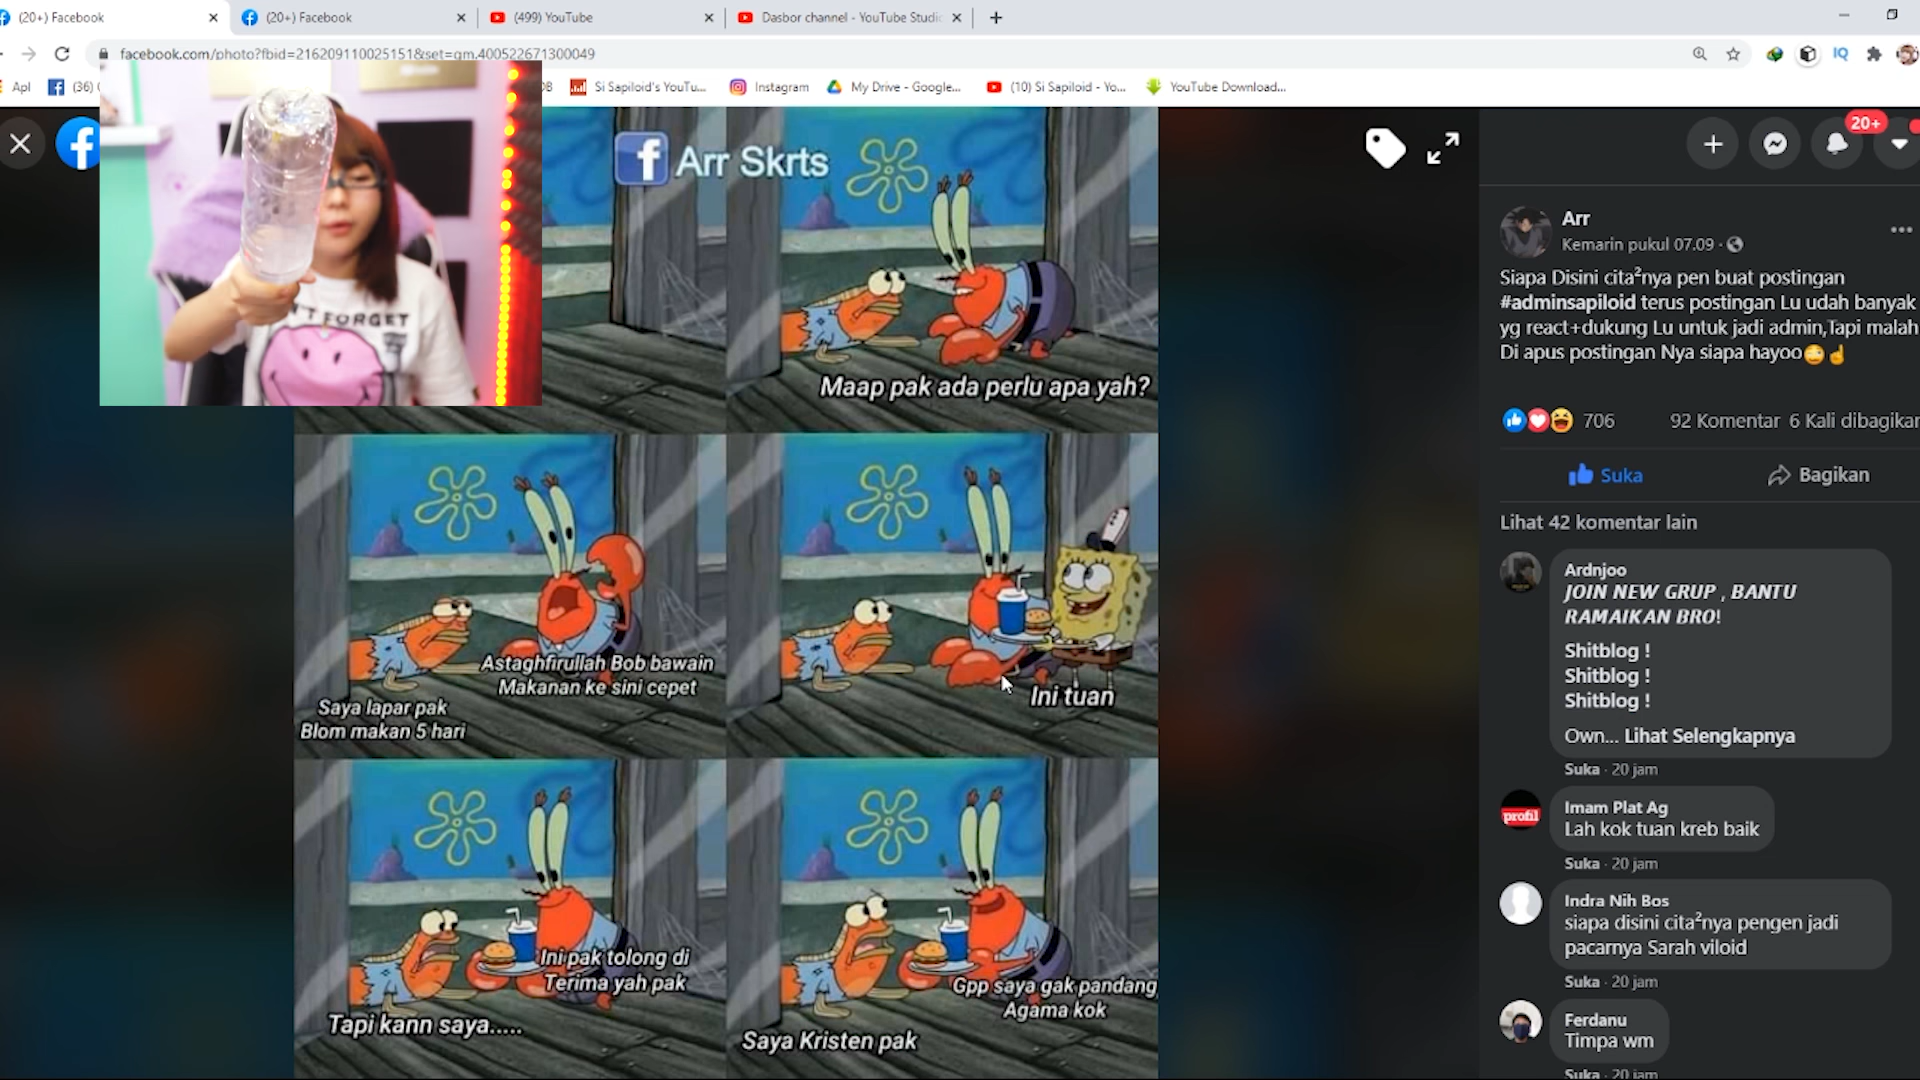 (20+) Facebook
(20+) Facebook
(499) YouTube
Dasbor channel - YouTube Studi
facebook.com/photo?fbid=216209110025151&set=gm.400522671300049
IQ
Apl
(36)
DB
Si Sapiloid's YouTu...
Instagram
My Drive - Google...
(10) Si Sapiloid - Yo...
YouTube Download...
N'T FORGET
Arr Skrts
Maap pak ada perlu apa yah?
Astaghfirullah Bob bawain
Makanan ke sini cepet
Saya lapar pak
Blom makan 5 hari
Ini tuan
Ini pak tolong di
Terima yah pak
Tapi kann saya.....
Gpp saya gak pandang
Agama kok
Saya Kristen pak
20+
Arr
Kemarin pukul 07.09 ·
Siapa Disini cita²nya pen buat postingan
#adminsapiloid terus postingan Lu udah banyak
yg react+dukung Lu untuk jadi admin,Tapi malah
Di apus postingan Nya siapa hayoo😳☝
706
92 Komentar 6 Kali dibagikan
Suka
Bagikan
Lihat 42 komentar lain
Ardnjoo
JOIN NEW GRUP , BANTU
RAMAIKAN BRO!
Shitblog !
Shitblog !
Shitblog !
Own... Lihat Selengkapnya
Suka · 20 jam
profil
Imam Plat Ag
Lah kok tuan kreb baik
Suka · 20 jam
Indra Nih Bos
siapa disini cita²nya pengen jadi
pacarnya Sarah viloid
Suka · 20 jam
Ferdanu
Timpa wm
Suka · 20 jam